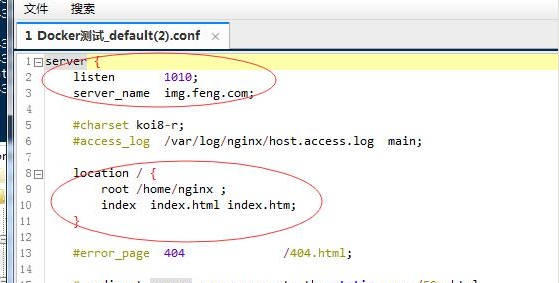 文件 搜索
1 Docker测试_default(2).conf ×
1 server {
2 listen 1010;
3 server_name img.feng.com;
4
5 #charset koi8-r;
6 #access_log /var/log/nginx/host.access.log main;
7
8 location / {
9 root /home/nginx ;
10 index index.html index.htm;
11 }
12
13 #error_page 404 /404.html;
14